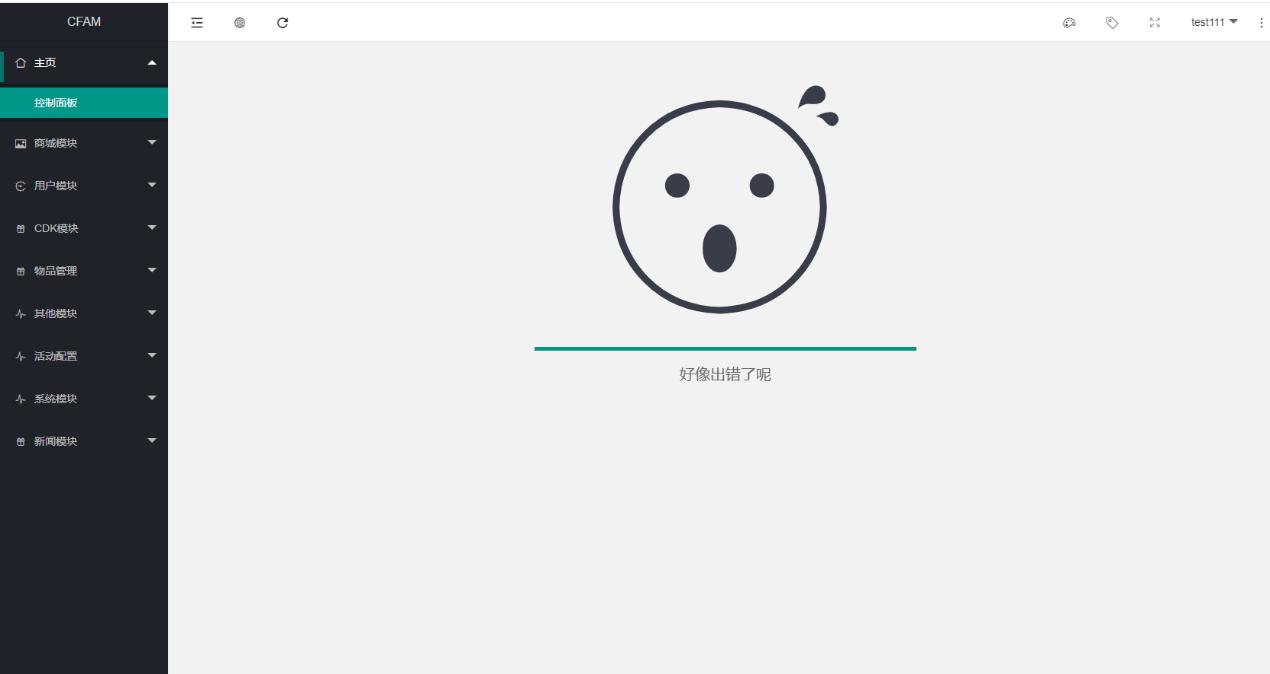 CFAM
test111
主页
控制面板
商城模块
用户模块
CDK模块
物品管理
其他模块
活动配置
系统模块
新闻模块
好像出错了呢